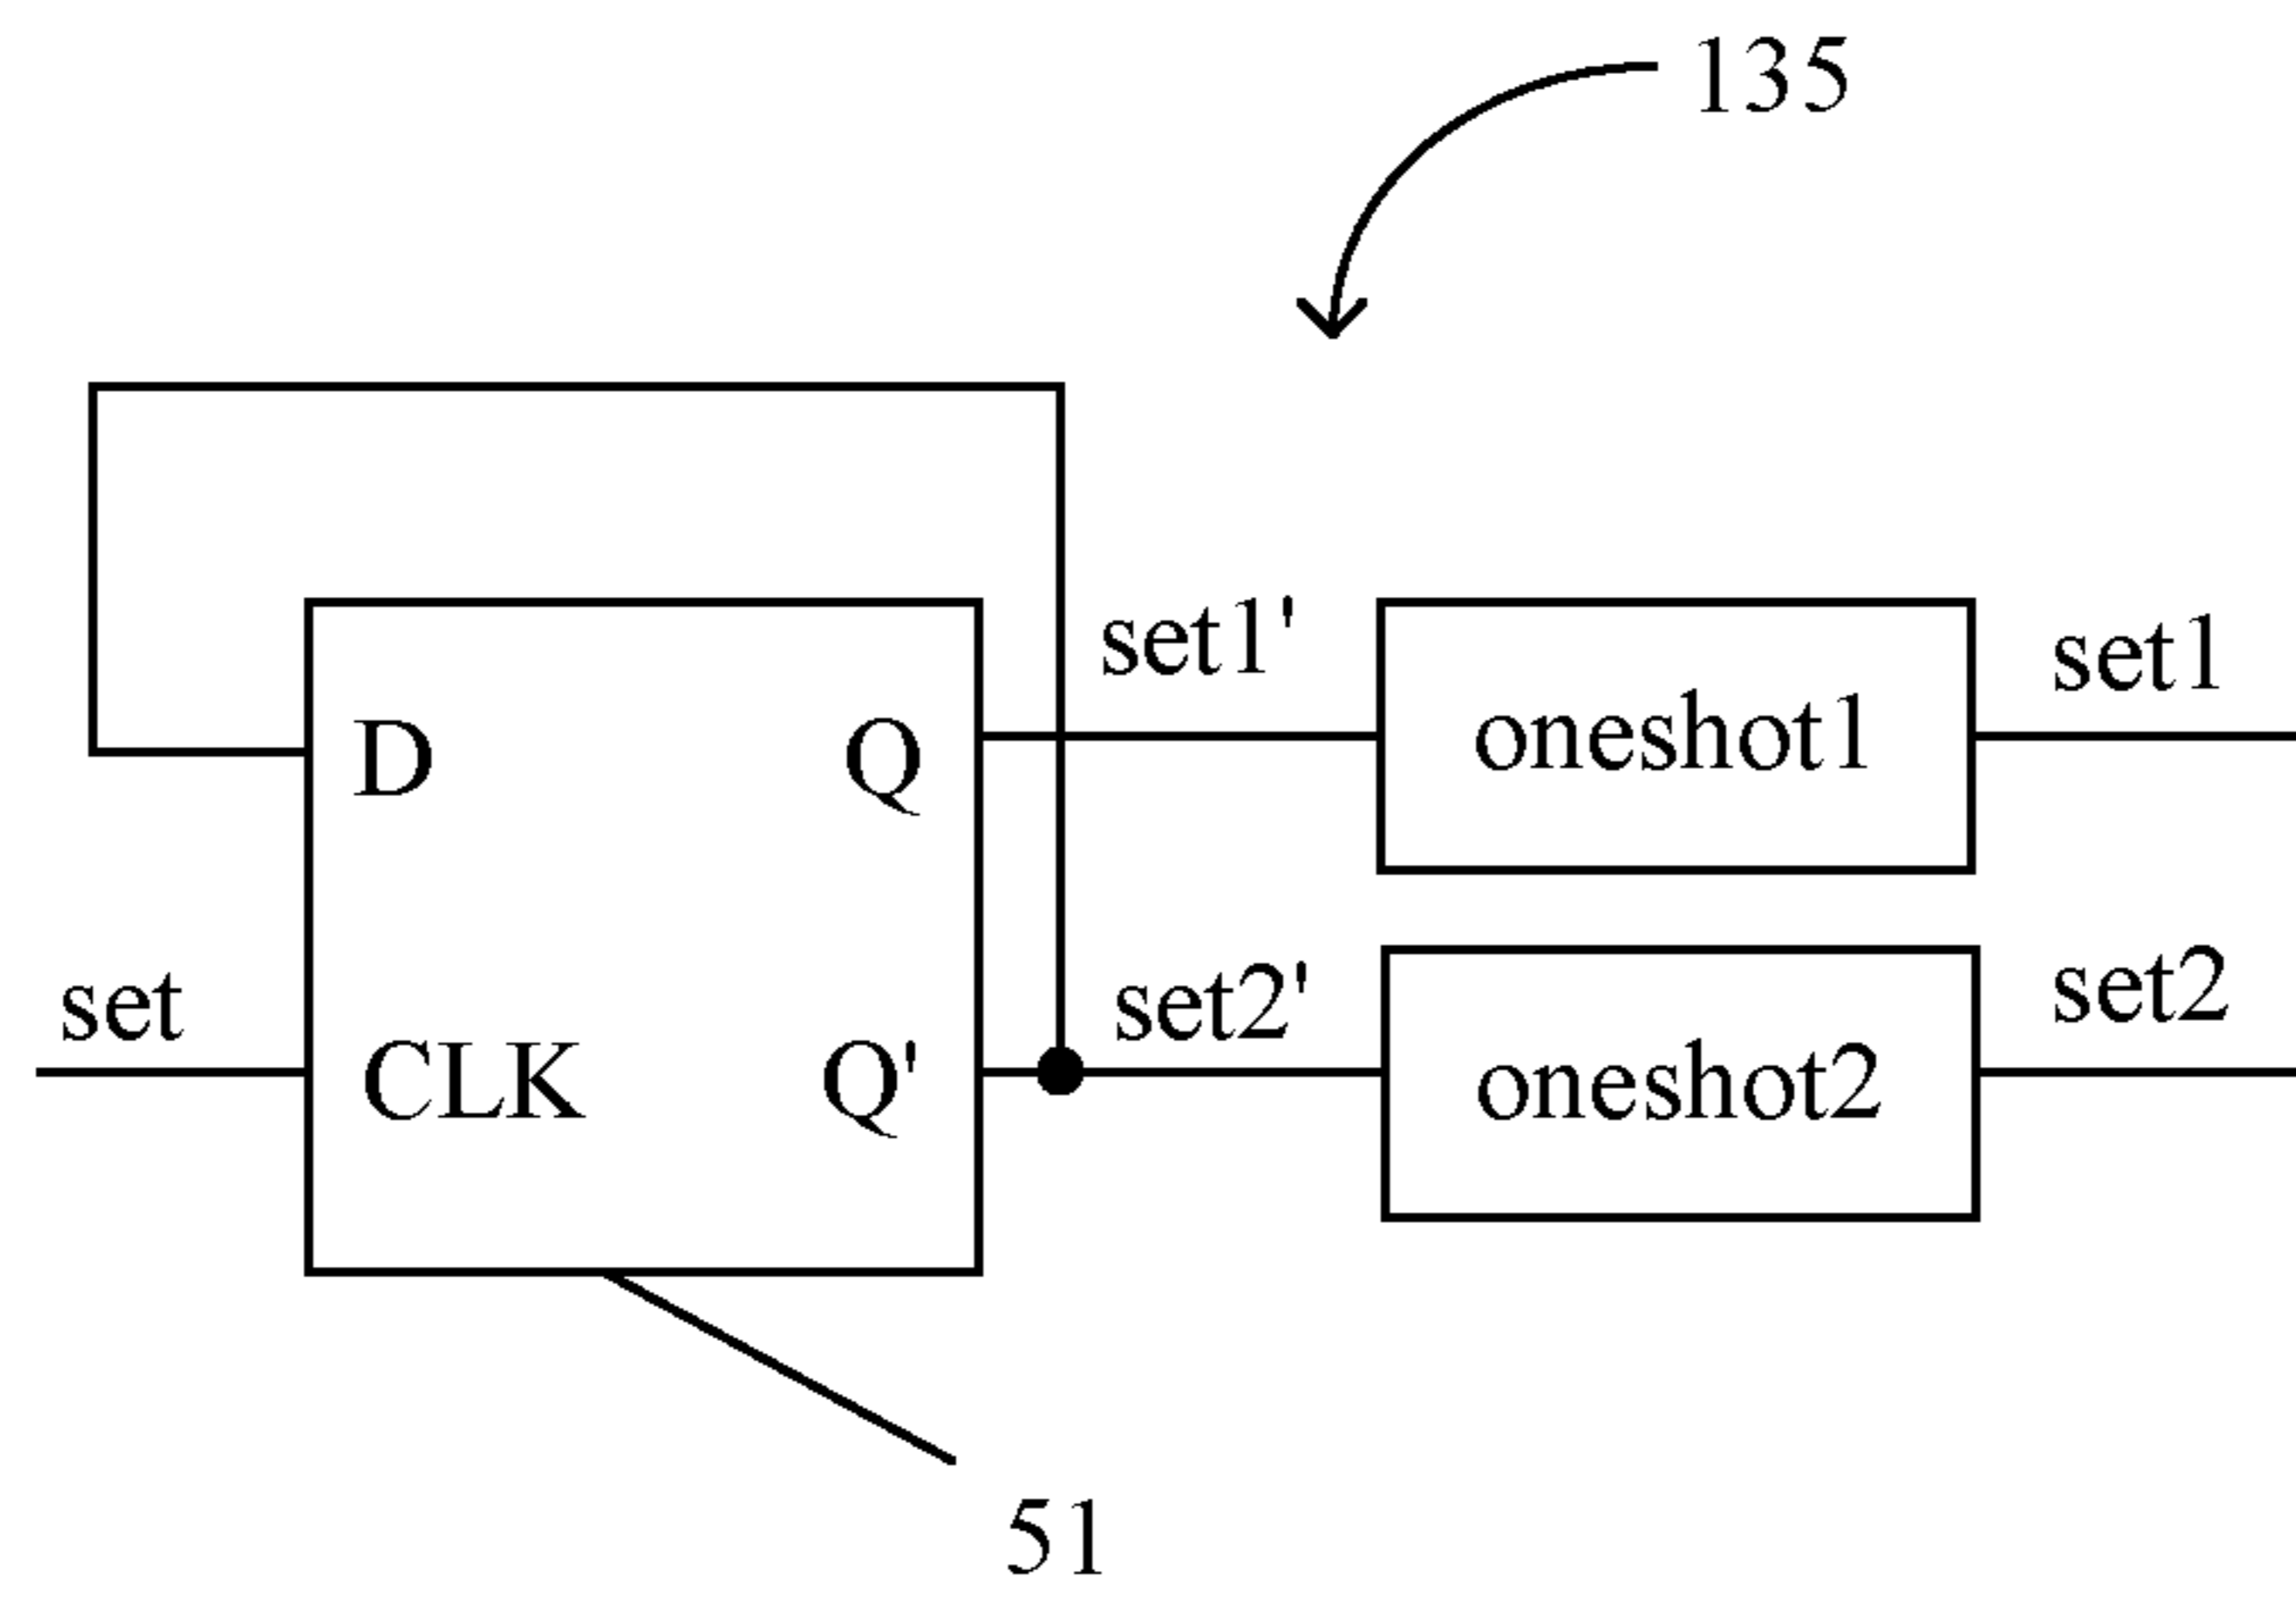 135
set1'
set1
D
Q
oneshot1
set
set2'
set2
CLK
Q'
oneshot2
51